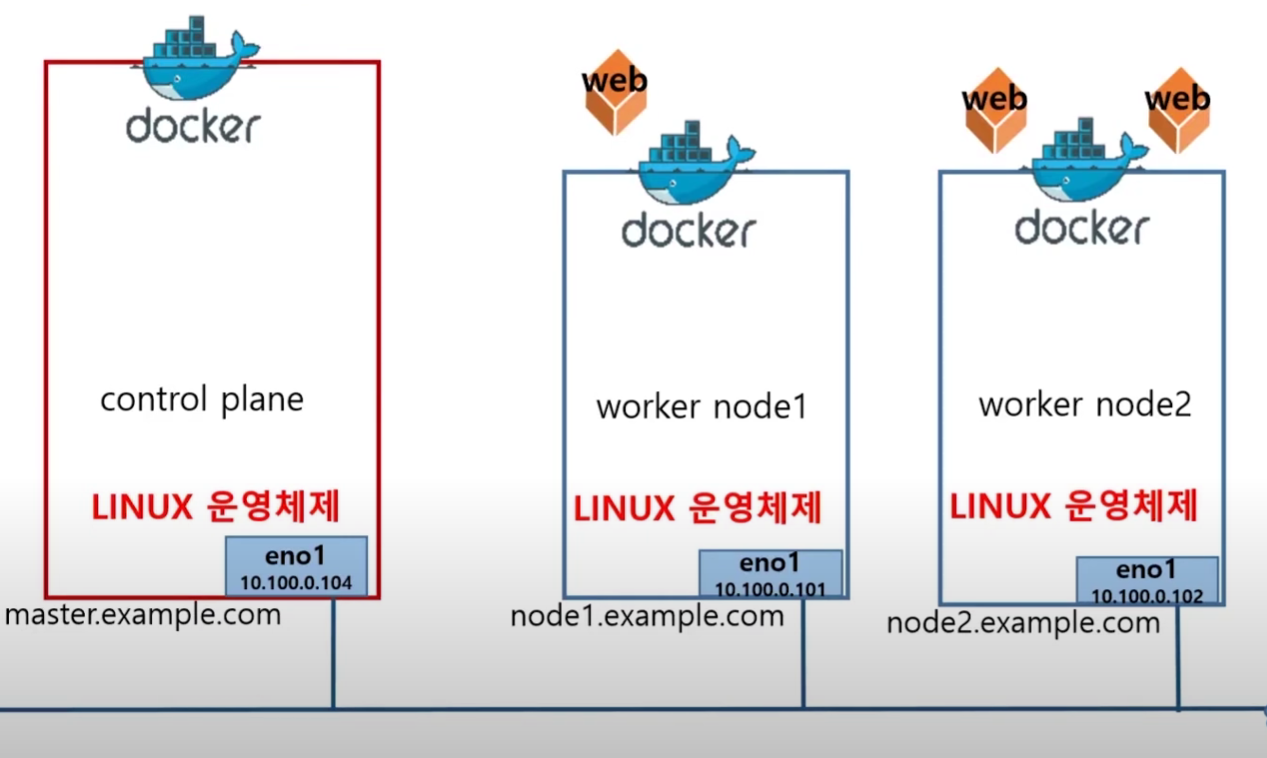 docker
control plane
LINUX 운영체제
eno1
10.100.0.104
master.example.com
web
docker
worker node1
LINUX 운영체제
eno1
10.100.0.101
node1.example.com
web
web
docker
worker node2
LINUX 운영체제
eno1
10.100.0.102
node2.example.com